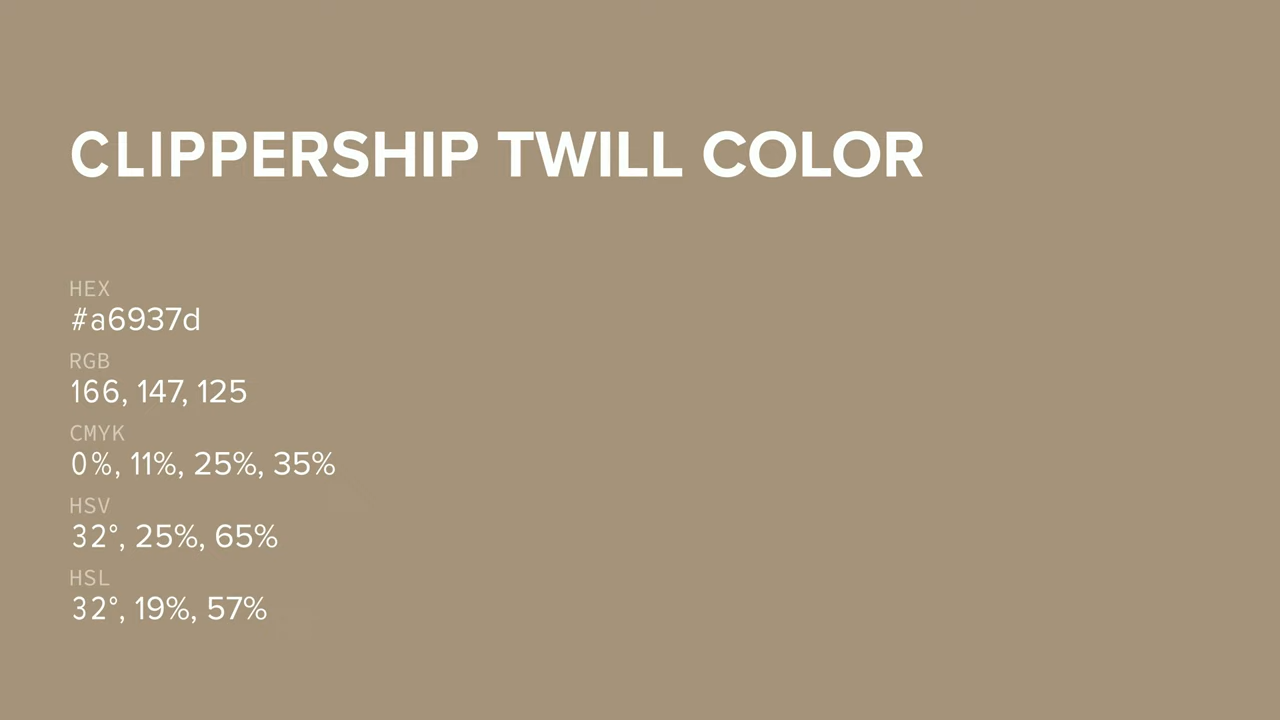 CLIPPERSHIP TWILL COLOR
HEX
#a6937d
RGB
166, 147, 125
CMYK
0%, 11%, 25%, 35%
HSV
32°, 25%, 65%
HSL
32°, 19%, 57%